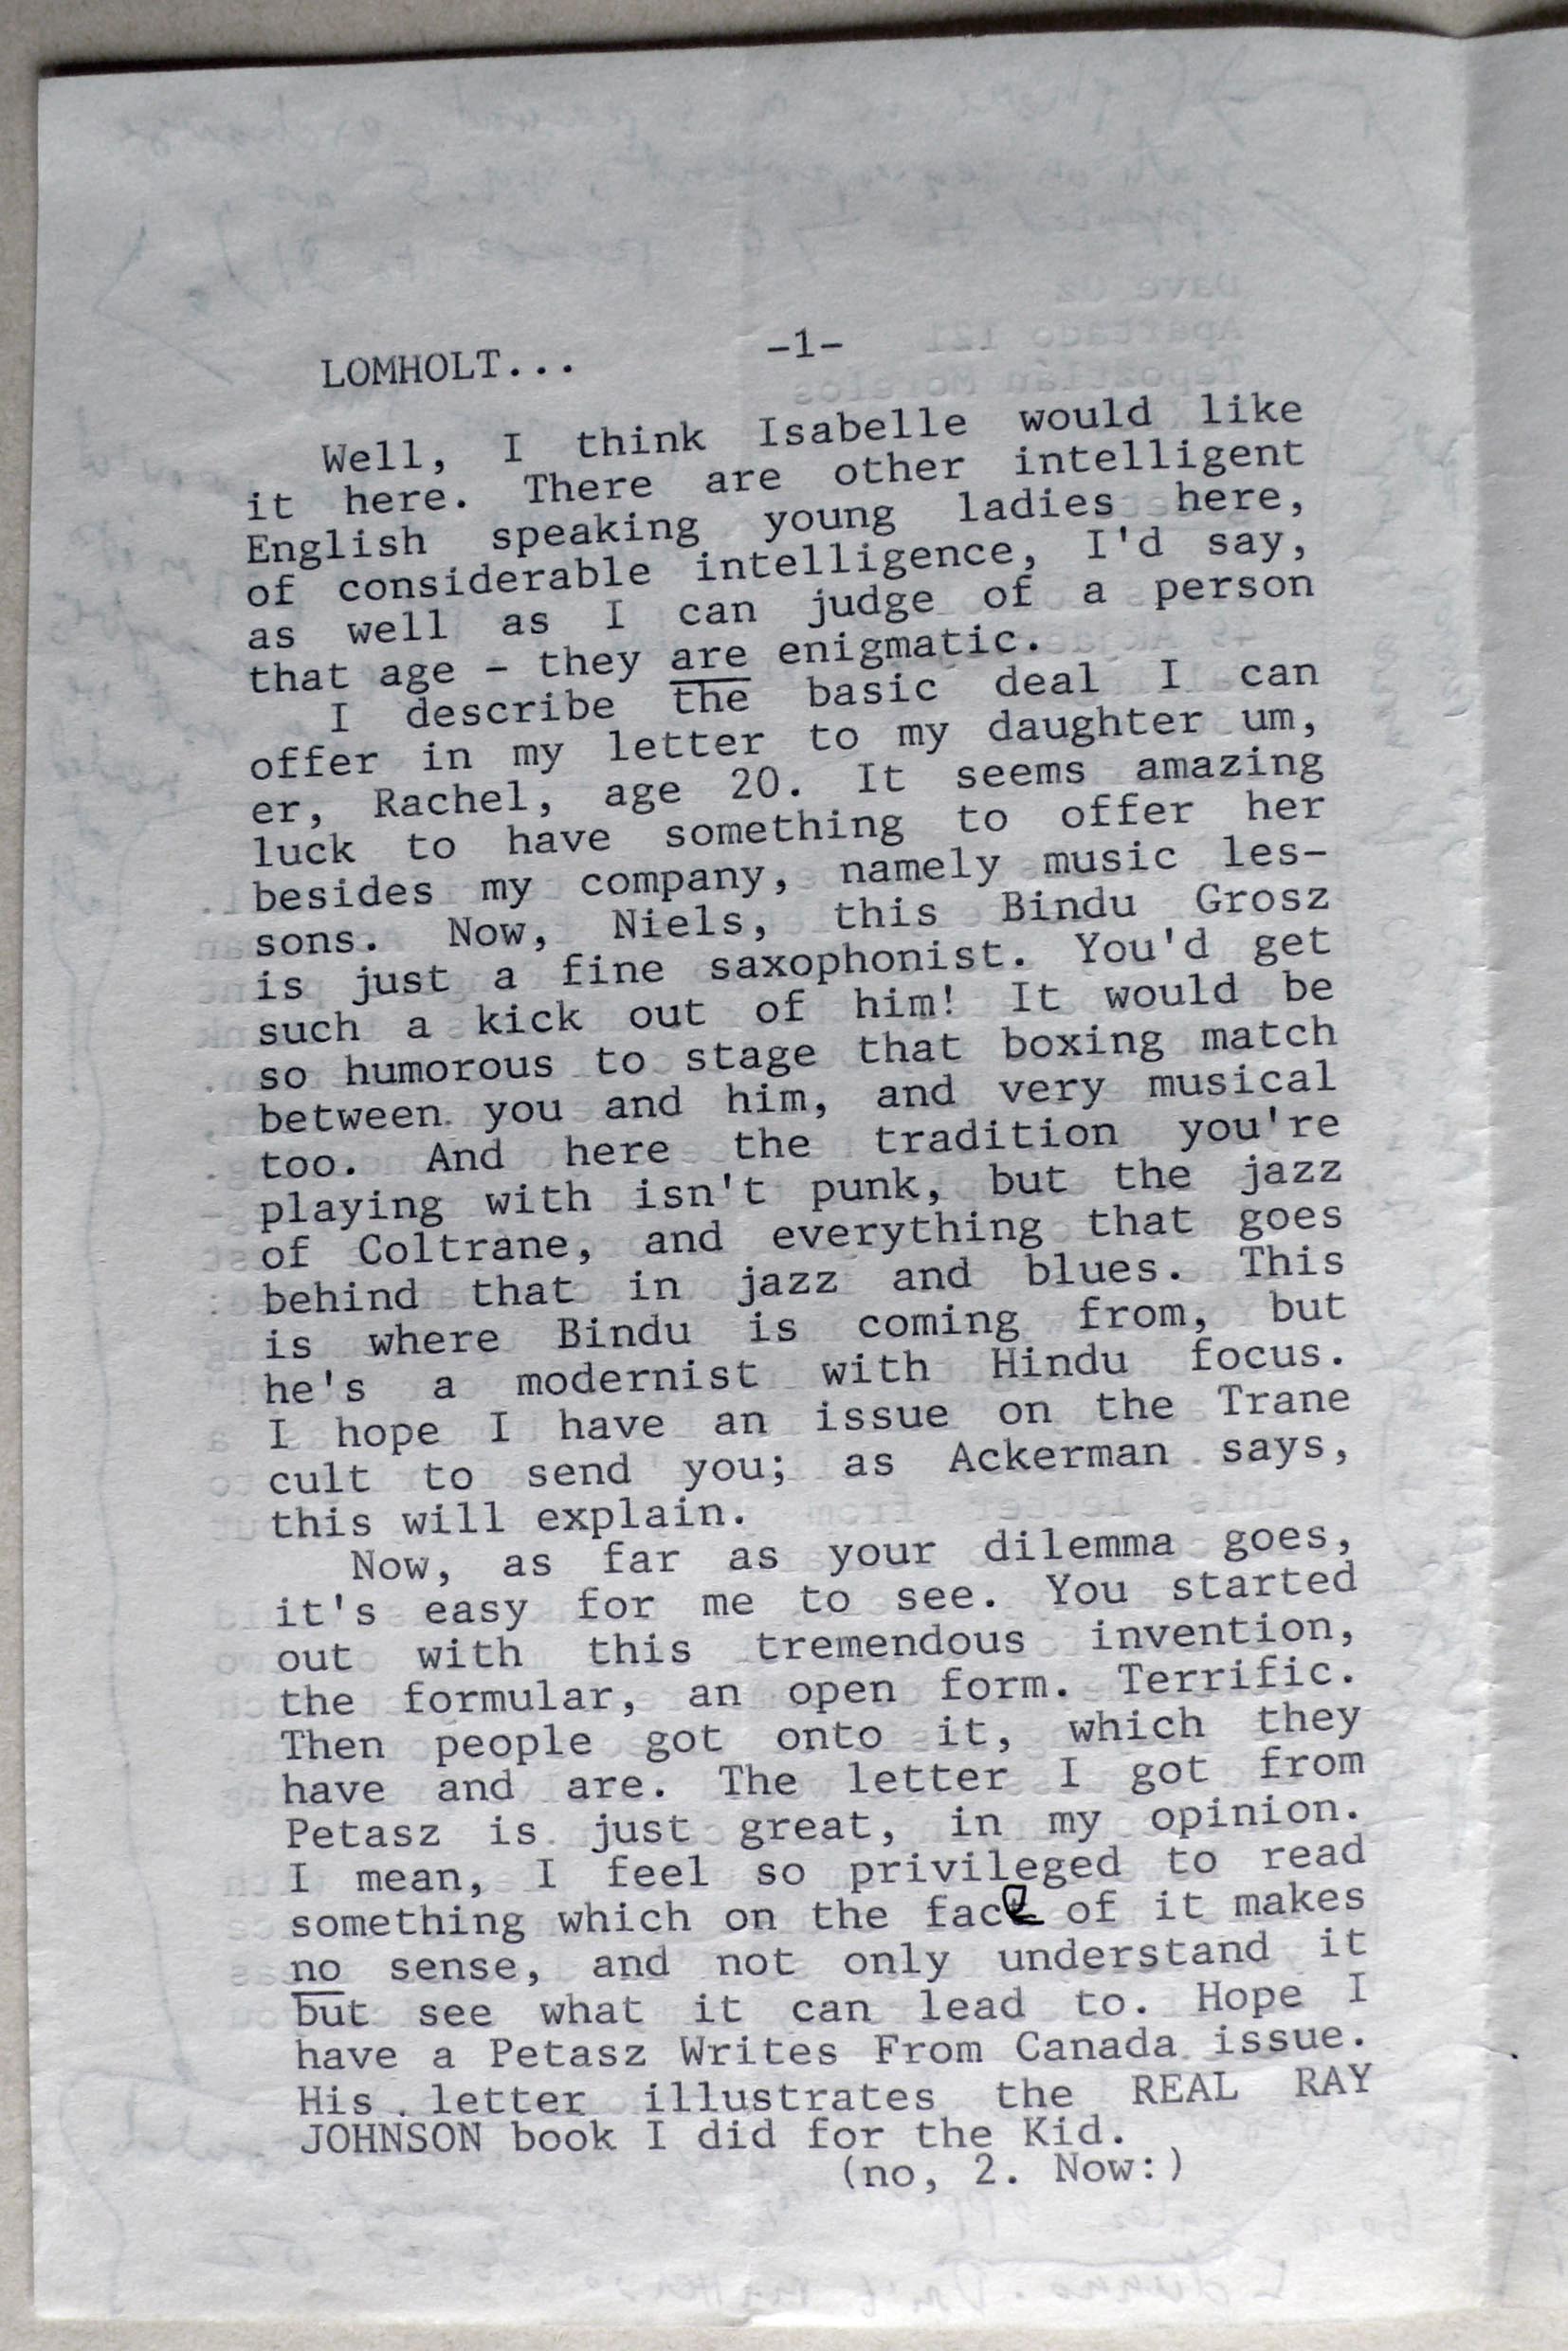 LOMHOLT... -1-
Well, I think Isabelle would like
it here. There are other intelligent
English speaking young ladies here,
of considerable intelligence, I'd say,
as well as I can judge of a person
that age - they are enigmatic.
I describe the basic deal I can
offer in my letter to my daughter um,
er, Rachel, age 20. It seems amazing
luck to have something to offer her
besides my company, namely music les-
sons. Now, Niels, this Bindu Grosz
is just a fine saxophonist. You'd get
such a kick out of him! It would be
so humorous to stage that boxing match
between you and him, and very musical
too. And here the tradition you're
playing with isn't punk, but the jazz
of Coltrane, and everything that goes
behind that in jazz and blues. This
is where Bindu is coming from, but
he's a modernist with Hindu focus.
I hope I have an issue on the Trane
cult to send you; as Ackerman says,
this will explain.
Now, as far as your dilemma goes,
it's easy for me to see. You started
out with this tremendous invention,
the formular, an open form. Terrific.
Then people got onto it, which they
have and are. The letter I got from
Petasz is just great, in my opinion.
I mean, I feel so privileged to read
something which on the face of it makes
no sense, and not only understand it
but see what it can lead to. Hope I
have a Petasz Writes From Canada issue.
His letter illustrates the REAL RAY
JOHNSON book I did for the Kid.
(no, 2. Now:)